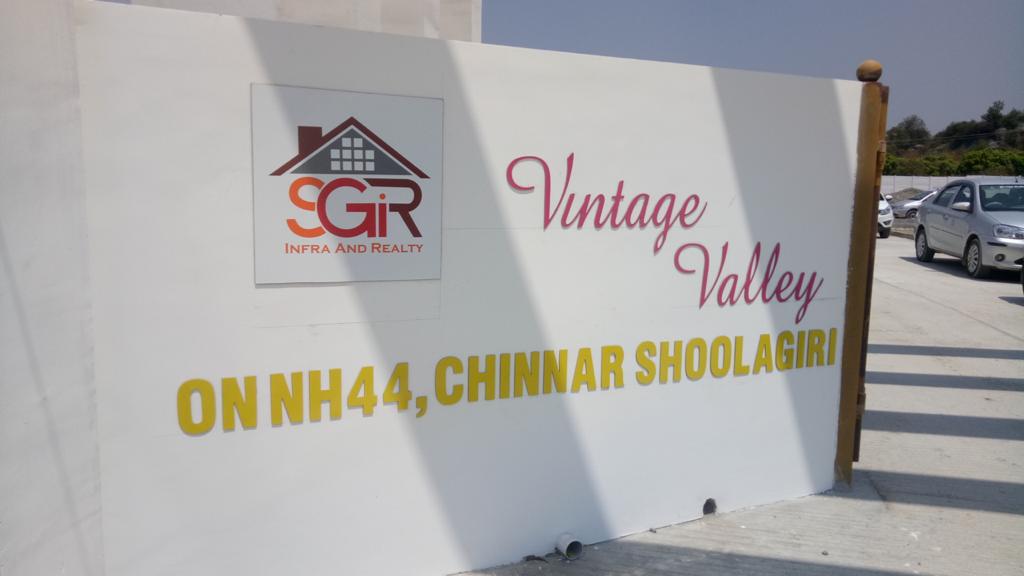 SGiR
INFRA AND REALTY
Vintage
Valley
ON NH44, CHINNAR SHOOLAGIRI